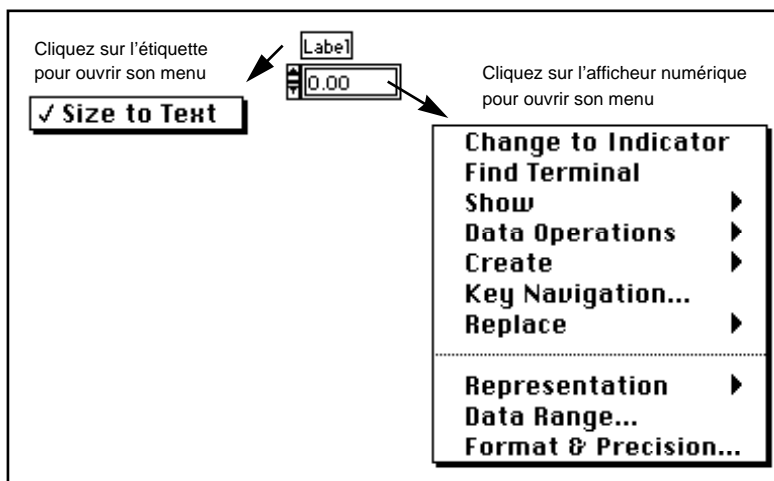 Cliquez sur l'étiquette
pour ouvrir son menu
✓ Size to Text
Label
0.00
Cliquez sur l'afficheur numérique
pour ouvrir son menu
Change to Indicator
Find Terminal
Show
Data Operations
Create
Key Navigation...
Replace
Representation
Data Range...
Format & Precision...